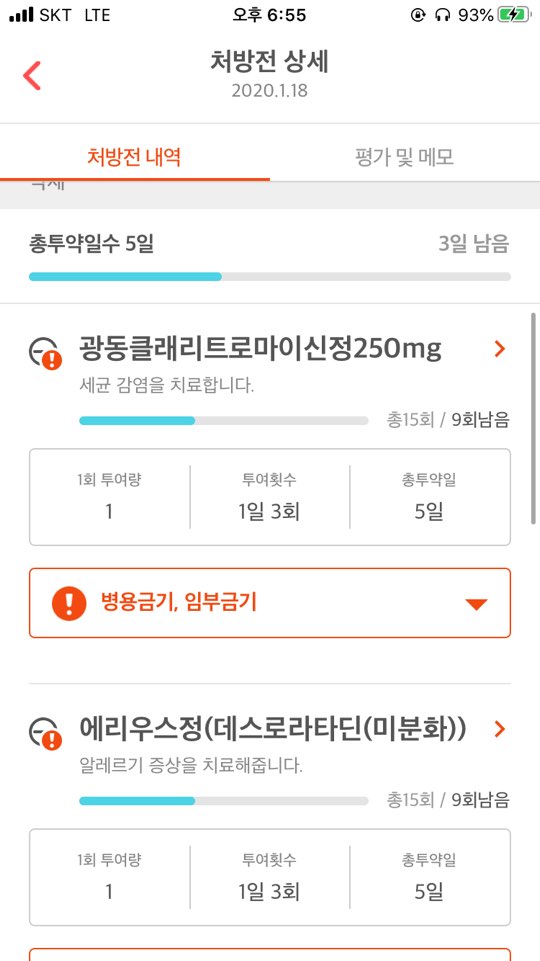 SKT LTE 오후 6:55 93%
처방전 상세
2020.1.18
처방전 내역 평가 및 메모
총투약일수 5일 3일 남음
광동클래리트로마이신정250mg
세균 감염을 치료합니다.
총15회 / 9회남음
1회 투여량 투여횟수 총투약일
1 1일 3회 5일
병용금기, 임부금기
에리우스정(데스로라타딘(미분화))
알레르기 증상을 치료해줍니다.
총15회 / 9회남음
1회 투여량 투여횟수 총투약일
1 1일 3회 5일